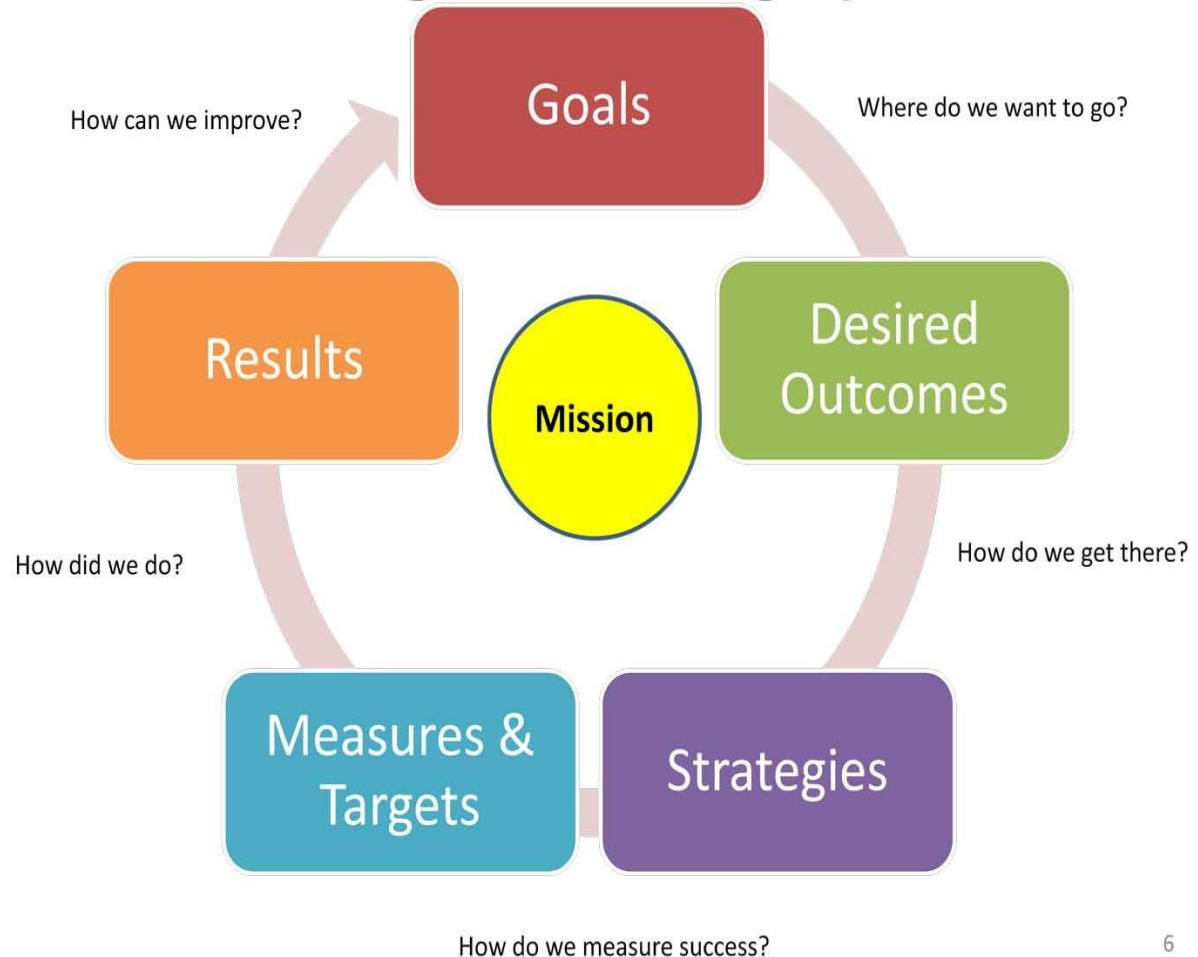 Goals
How can we improve?
Where do we want to go?
Results
Desired
Outcomes
Mission
How did we do?
How do we get there?
Measures &
Targets
Strategies
How do we measure success?
6